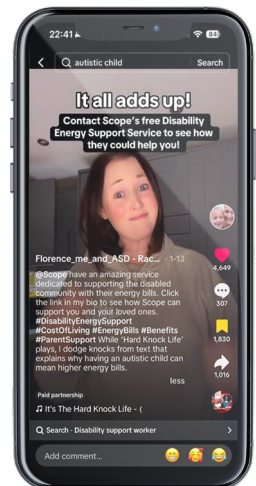 22:41
84
autistic child
Search
It all adds up!
Contact Scope's free Disability
Energy Support Service to see how
they could help you!
Florence_me_and_ASD - Rac... · 1-13
@Scope have an amazing service
dedicated to supporting the disabled
community with their energy bills. Click
the link in my bio to see how Scope can
support you and your loved ones.
#DisabilityEnergySupport
#CostOfLiving #EnergyBills #Benefits
#ParentSupport While 'Hard Knock Life'
plays, I dodge knocks from text that
explains why having an autistic child can
mean higher energy bills.
less
4,649
307
1,830
1,016
Paid partnership
It's The Hard Knock Life - (
Search · Disability support worker
Add comment...